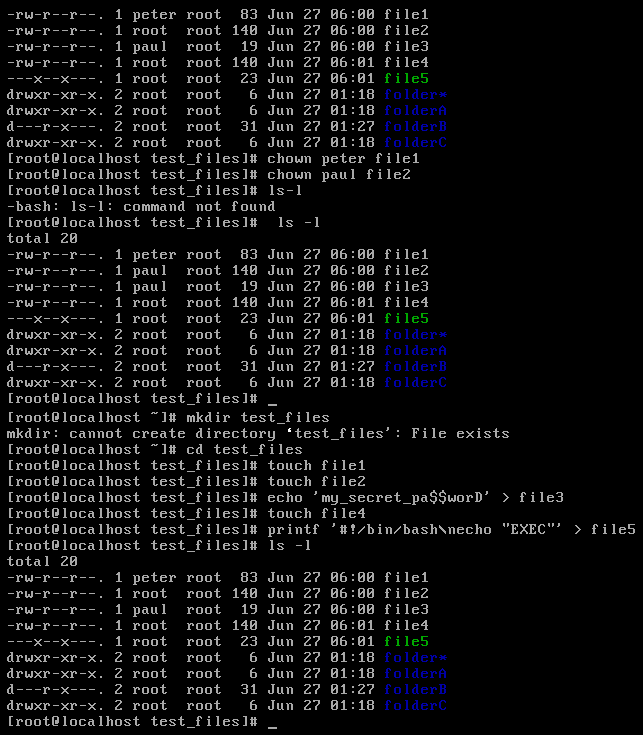 -rw-r--r--. 1 peter root  83 Jun 27 06:00 file1
-rw-r--r--. 1 root  root 140 Jun 27 06:00 file2
-rw-r--r--. 1 paul  root  19 Jun 27 06:00 file3
-rw-r--r--. 1 root  root 140 Jun 27 06:01 file4
---x--x---. 1 root  root  23 Jun 27 06:01 file5
drwxr-xr-x. 2 root  root   6 Jun 27 01:18 folder*
drwxr-xr-x. 2 root  root   6 Jun 27 01:18 folderA
d---r-x---. 2 root  root  31 Jun 27 01:27 folderB
drwxr-xr-x. 2 root  root   6 Jun 27 01:18 folderC
[root@localhost test_files]# chown peter file1
[root@localhost test_files]# chown paul file2
[root@localhost test_files]# ls-l
-bash: ls-l: command not found
[root@localhost test_files]#  ls -l
total 20
-rw-r--r--. 1 peter root  83 Jun 27 06:00 file1
-rw-r--r--. 1 paul  root 140 Jun 27 06:00 file2
-rw-r--r--. 1 paul  root  19 Jun 27 06:00 file3
-rw-r--r--. 1 root  root 140 Jun 27 06:01 file4
---x--x---. 1 root  root  23 Jun 27 06:01 file5
drwxr-xr-x. 2 root  root   6 Jun 27 01:18 folder*
drwxr-xr-x. 2 root  root   6 Jun 27 01:18 folderA
d---r-x---. 2 root  root  31 Jun 27 01:27 folderB
drwxr-xr-x. 2 root  root   6 Jun 27 01:18 folderC
[root@localhost test_files]# _
[root@localhost ~]# mkdir test_files
mkdir: cannot create directory ‘test_files’: File exists
[root@localhost ~]# cd test_files
[root@localhost test_files]# touch file1
[root@localhost test_files]# touch file2
[root@localhost test_files]# echo 'my_secret_pa$$worD' > file3
[root@localhost test_files]# touch file4
[root@localhost test_files]# printf '#!/bin/bash\necho "EXEC"' > file5
[root@localhost test_files]# ls -l
total 20
-rw-r--r--. 1 peter root  83 Jun 27 06:00 file1
-rw-r--r--. 1 root  root 140 Jun 27 06:00 file2
-rw-r--r--. 1 paul  root  19 Jun 27 06:00 file3
-rw-r--r--. 1 root  root 140 Jun 27 06:01 file4
---x--x---. 1 root  root  23 Jun 27 06:01 file5
drwxr-xr-x. 2 root  root   6 Jun 27 01:18 folder*
drwxr-xr-x. 2 root  root   6 Jun 27 01:18 folderA
d---r-x---. 2 root  root  31 Jun 27 01:27 folderB
drwxr-xr-x. 2 root  root   6 Jun 27 01:18 folderC
[root@localhost test_files]# _